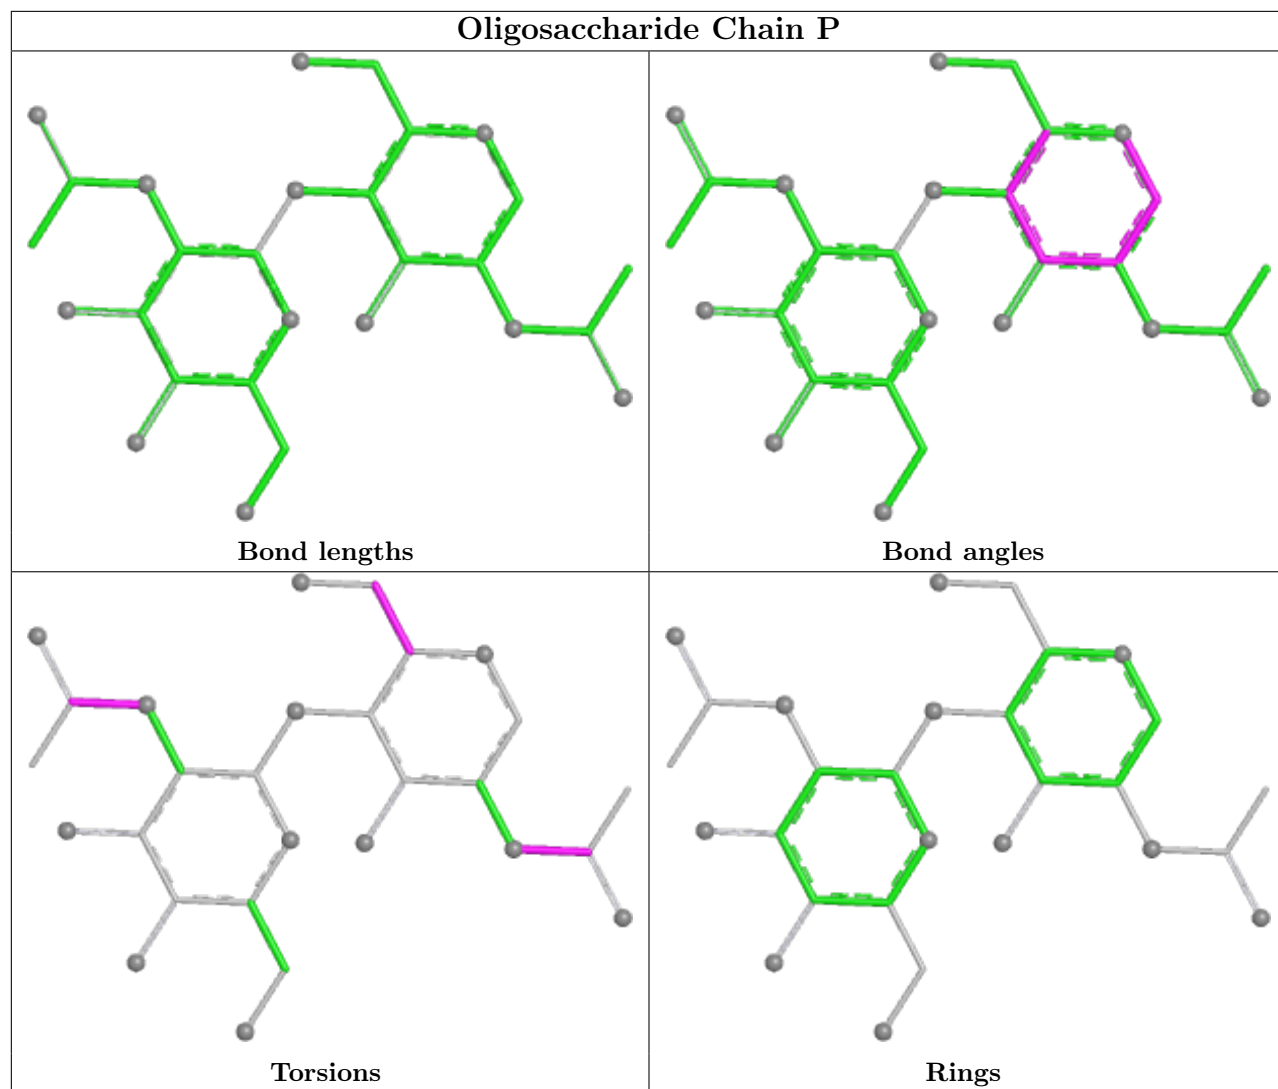 Oligosaccharide Chain P
Bond lengths
Bond angles
Torsions
Rings